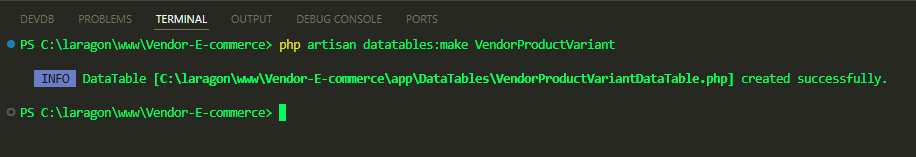 DEVDB PROBLEMS TERMINAL OUTPUT DEBUG CONSOLE PORTS
PS C:\laragon\www\Vendor-E-commerce> php artisan datatables:make VendorProductVariant
INFO DataTable [C:\laragon\www\Vendor-E-commerce\app\DataTables\VendorProductVariantDataTable.php] created successfully.
PS C:\laragon\www\Vendor-E-commerce>